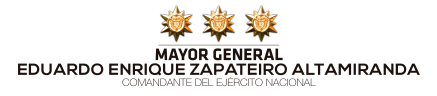 MAYOR GENERAL
EDUARDO ENRIQUE ZAPATEIRO ALTAMIRANDA
COMANDANTE DEL EJÉRCITO NACIONAL